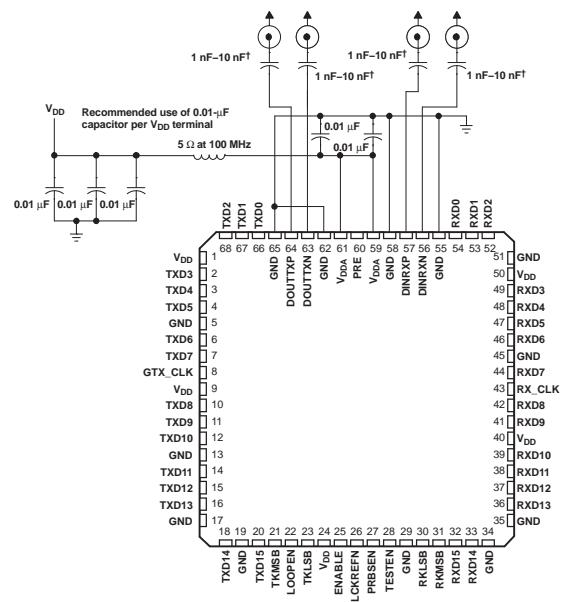 1 nF–10 nF†
1 nF–10 nF†
1 nF–10 nF†
1 nF–10 nF†
VDD
Recommended use of 0.01-μF
capacitor per VDD terminal
5 Ω at 100 MHz
0.01 μF
0.01 μF
0.01 μF
0.01 μF
0.01 μF
TXD2
TXD1
TXD0
GND
DOUTTXP
DOUTTXN
GND
VDDA
PRE
VDDA
GND
DINRXP
DINRXN
GND
RXD0
RXD1
RXD2
68 67 66 65 64 63 62 61 60 59 58 57 56 55 54 53 52
VDD 1
TXD3 2
TXD4 3
TXD5 4
GND 5
TXD6 6
TXD7 7
GTX_CLK 8
VDD 9
TXD8 10
TXD9 11
TXD10 12
GND 13
TXD11 14
TXD12 15
TXD13 16
GND 17
51 GND
50 VDD
49 RXD3
48 RXD4
47 RXD5
46 RXD6
45 GND
44 RXD7
43 RX_CLK
42 RXD8
41 RXD9
40 VDD
39 RXD10
38 RXD11
37 RXD12
36 RXD13
35 GND
18 19 20 21 22 23 24 25 26 27 28 29 30 31 32 33 34
TXD14
GND
TXD15
TKMSB
LOOPEN
TKLSB
VDD
ENABLE
LCKREFN
PRBSEN
TESTEN
GND
RKLSB
RKMSB
RXD15
RXD14
GND